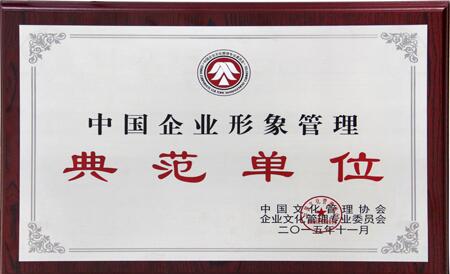 中国企业形象管理
典范单位
中国文化管理协会
企业文化管理专业委员会
二〇一五年十一月